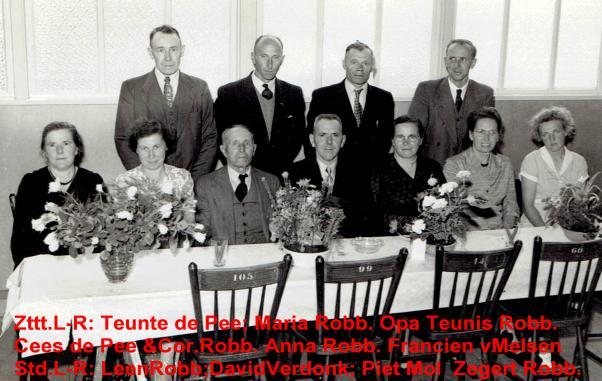 105
99
14
60
Zttt.L-R: Teunte de Pee; Maria Robb. Opa Teunis Robb.
Cees de Pee &Cor.Robb. Anna Robb. Francien vMelsen
Std.L-R: LeenRobb;DavidVerdonk: Piet Mol Zegert Robb.